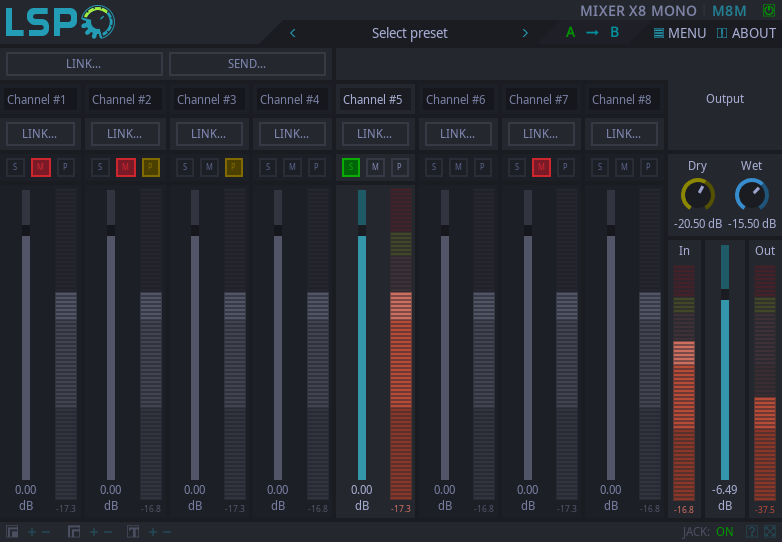 LSP
MIXER X8 MONO M8M
Select preset
A B
MENU ABOUT
LINK... SEND...
Channel #1 Channel #2 Channel #3 Channel #4 Channel #5 Channel #6 Channel #7 Channel #8 Output
LINK... LINK... LINK... LINK... LINK... LINK... LINK... LINK...
S M P S M P S M P S M P S M P S M P S M P S M P
Dry Wet
-20.50 dB -15.50 dB
In Out
0.00 0.00 0.00 0.00 0.00 0.00 0.00 0.00 -6.49
dB dB dB dB dB dB dB dB dB
-17.3 -16.8 -17.3 -16.8 -17.3 -16.8 -17.3 -16.8 -16.8 -37.5
+ - + - + - JACK: ON ?